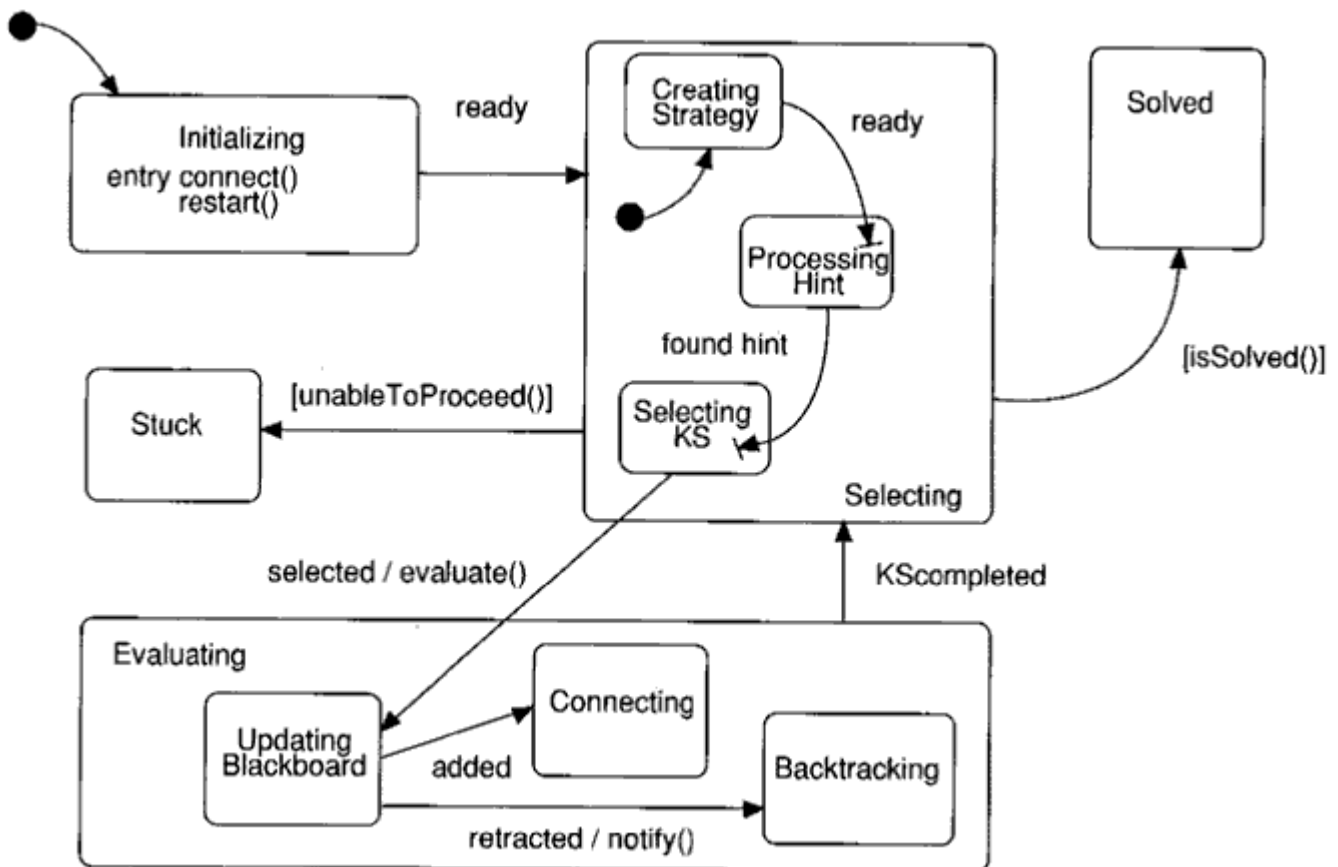 Initializing
entry connect()
restart()
ready
Creating
Strategy
ready
Processing
Hint
found hint
Selecting
KS
Selecting
Solved
[isSolved()]
[unableToProceed()]
Stuck
selected / evaluate()
KScompleted
Evaluating
Updating
Blackboard
added
Connecting
Backtracking
retracted / notify()